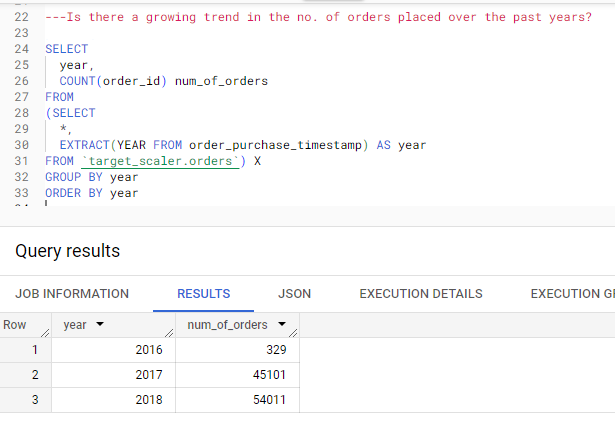 22 ---Is there a growing trend in the no. of orders placed over the past years?
23
24 SELECT
25 year,
26 COUNT(order_id) num_of_orders
27 FROM
28 (SELECT
29 *,
30 EXTRACT(YEAR FROM order_purchase_timestamp) AS year
31 FROM `target_scaler.orders`) X
32 GROUP BY year
33 ORDER BY year
Query results
JOB INFORMATION RESULTS JSON EXECUTION DETAILS EXECUTION
Row year num_of_orders
1 2016 329
2 2017 45101
3 2018 54011